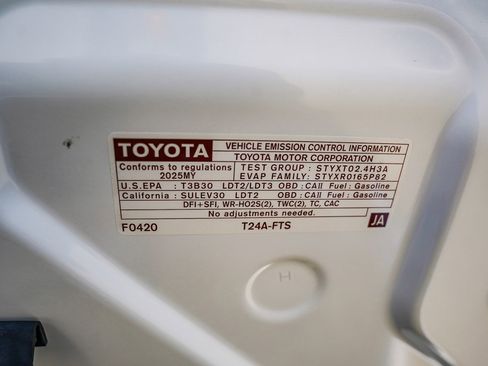 TOYOTA VEHICLE EMISSION CONTROL INFORMATION
TOYOTA MOTOR CORPORATION
Conforms to regulations TEST GROUP : STYXT02.4H3A
2025MY EVAP FAMILY: STYXR0165P82
U.S.EPA : T3B30 LDT2/LDT3 OBD : CAⅡ Fuel : Gasoline
California : SULEV30 LDT2 OBD : CAⅡ Fuel : Gasoline
DFI+SFI, WR-HO2S(2), TWC(2), TC, CAC
No adjustments needed.
F0420 T24A-FTS JA
H